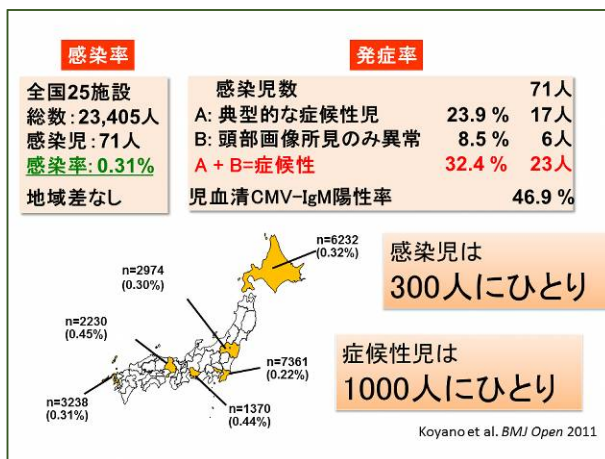 感染率
全国25施設
総数:23,405人
感染児:71人
感染率:0.31%
地域差なし
発症率
感染児数 71人
A: 典型的な症候性児 23.9 % 17人
B: 頭部画像所見のみ異常 8.5 % 6人
A + B=症候性 32.4 % 23人
児血清CMV-IgM陽性率 46.9 %
n=6232
(0.32%)
n=2974
(0.30%)
n=2230
(0.45%)
n=7361
(0.22%)
n=3238
(0.31%)
n=1370
(0.44%)
感染児は
300人にひとり
症候性児は
1000人にひとり
Koyano et al. BMJ Open 2011